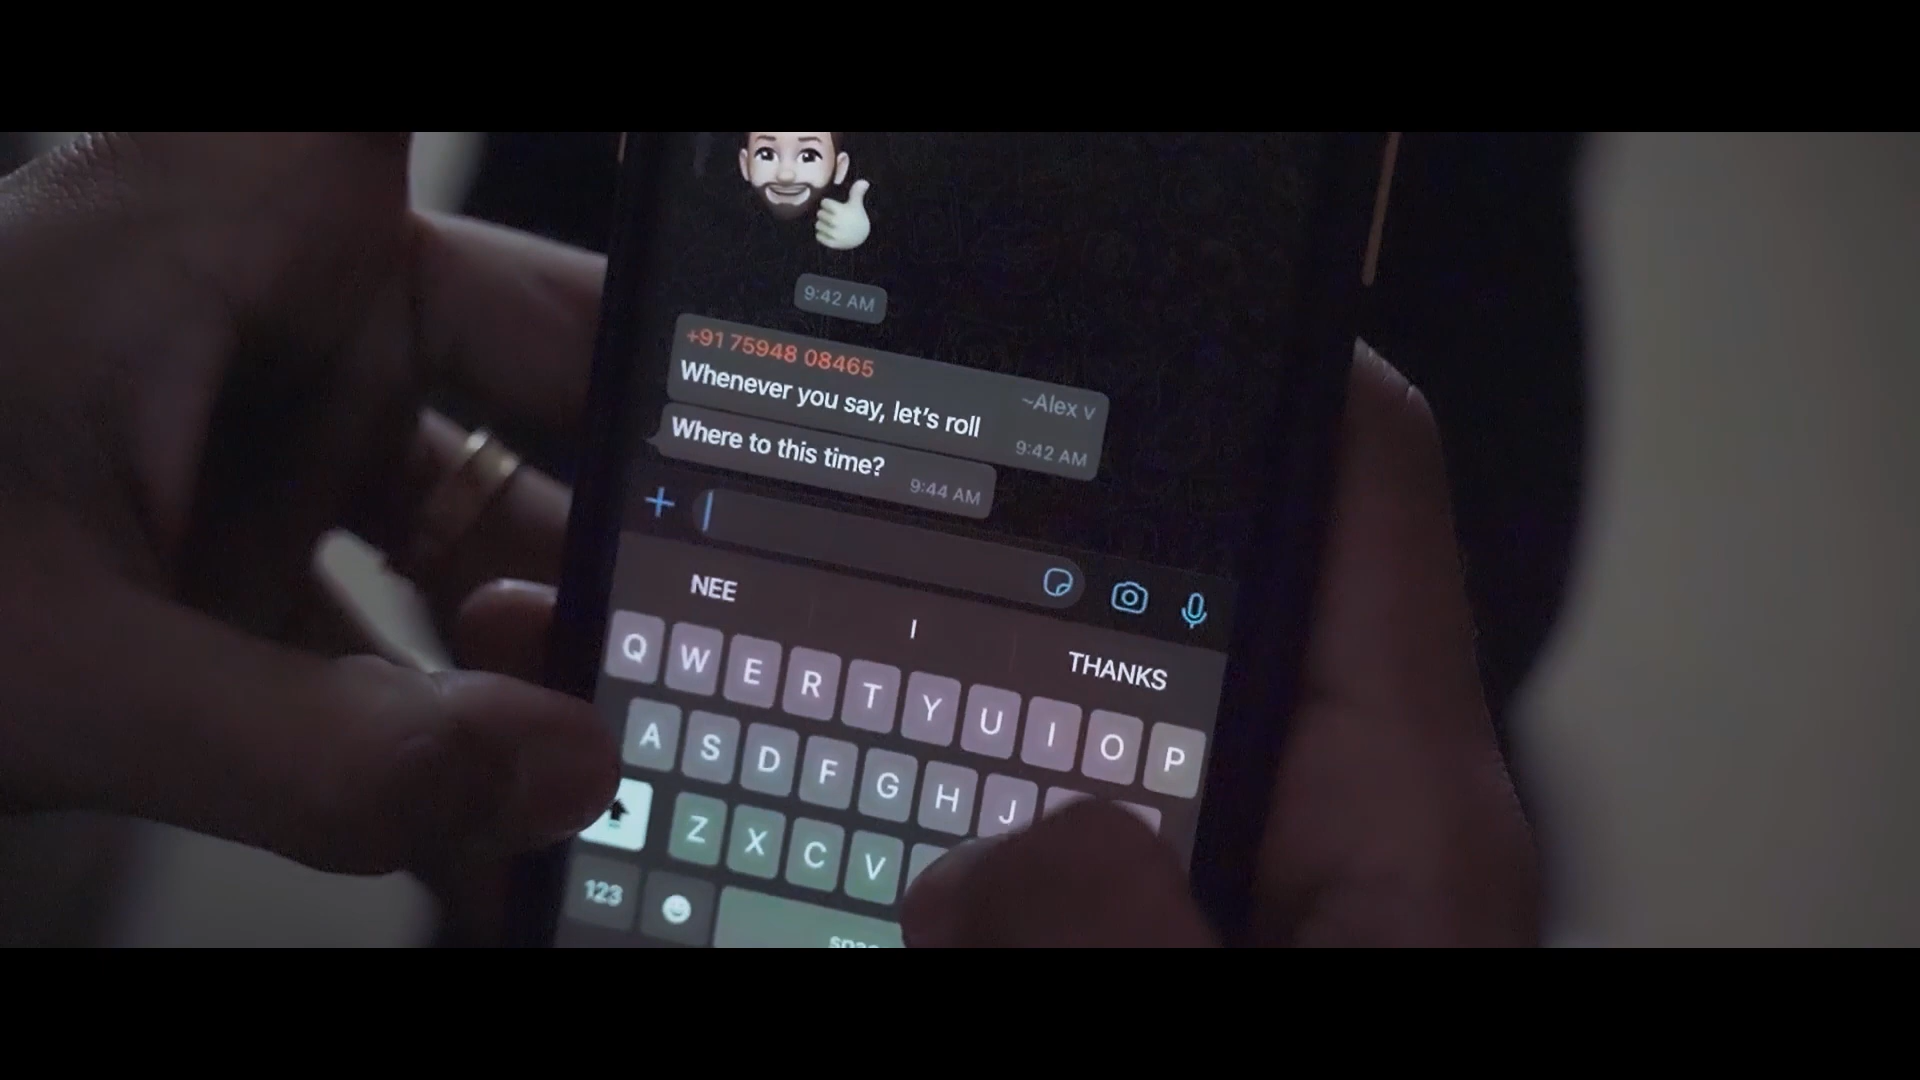 9:42 AM
+91 75948 08465
~Alex v
Whenever you say, let's roll
9:42 AM
Where to this time?
9:44 AM
NEE
I
THANKS
Q W E R T Y U I O P
A S D F G H J
Z X C V
123